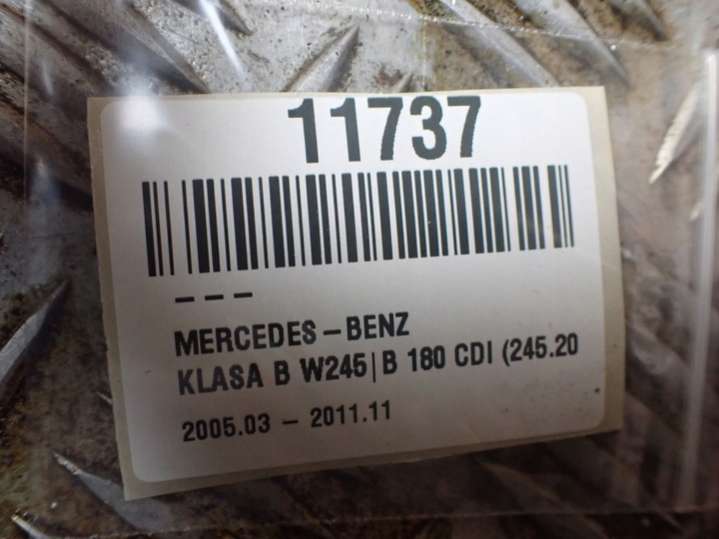 11737
- - -
MERCEDES-BENZ
KLASA B W245|B 180 CDI (245.20
2005.03 - 2011.11